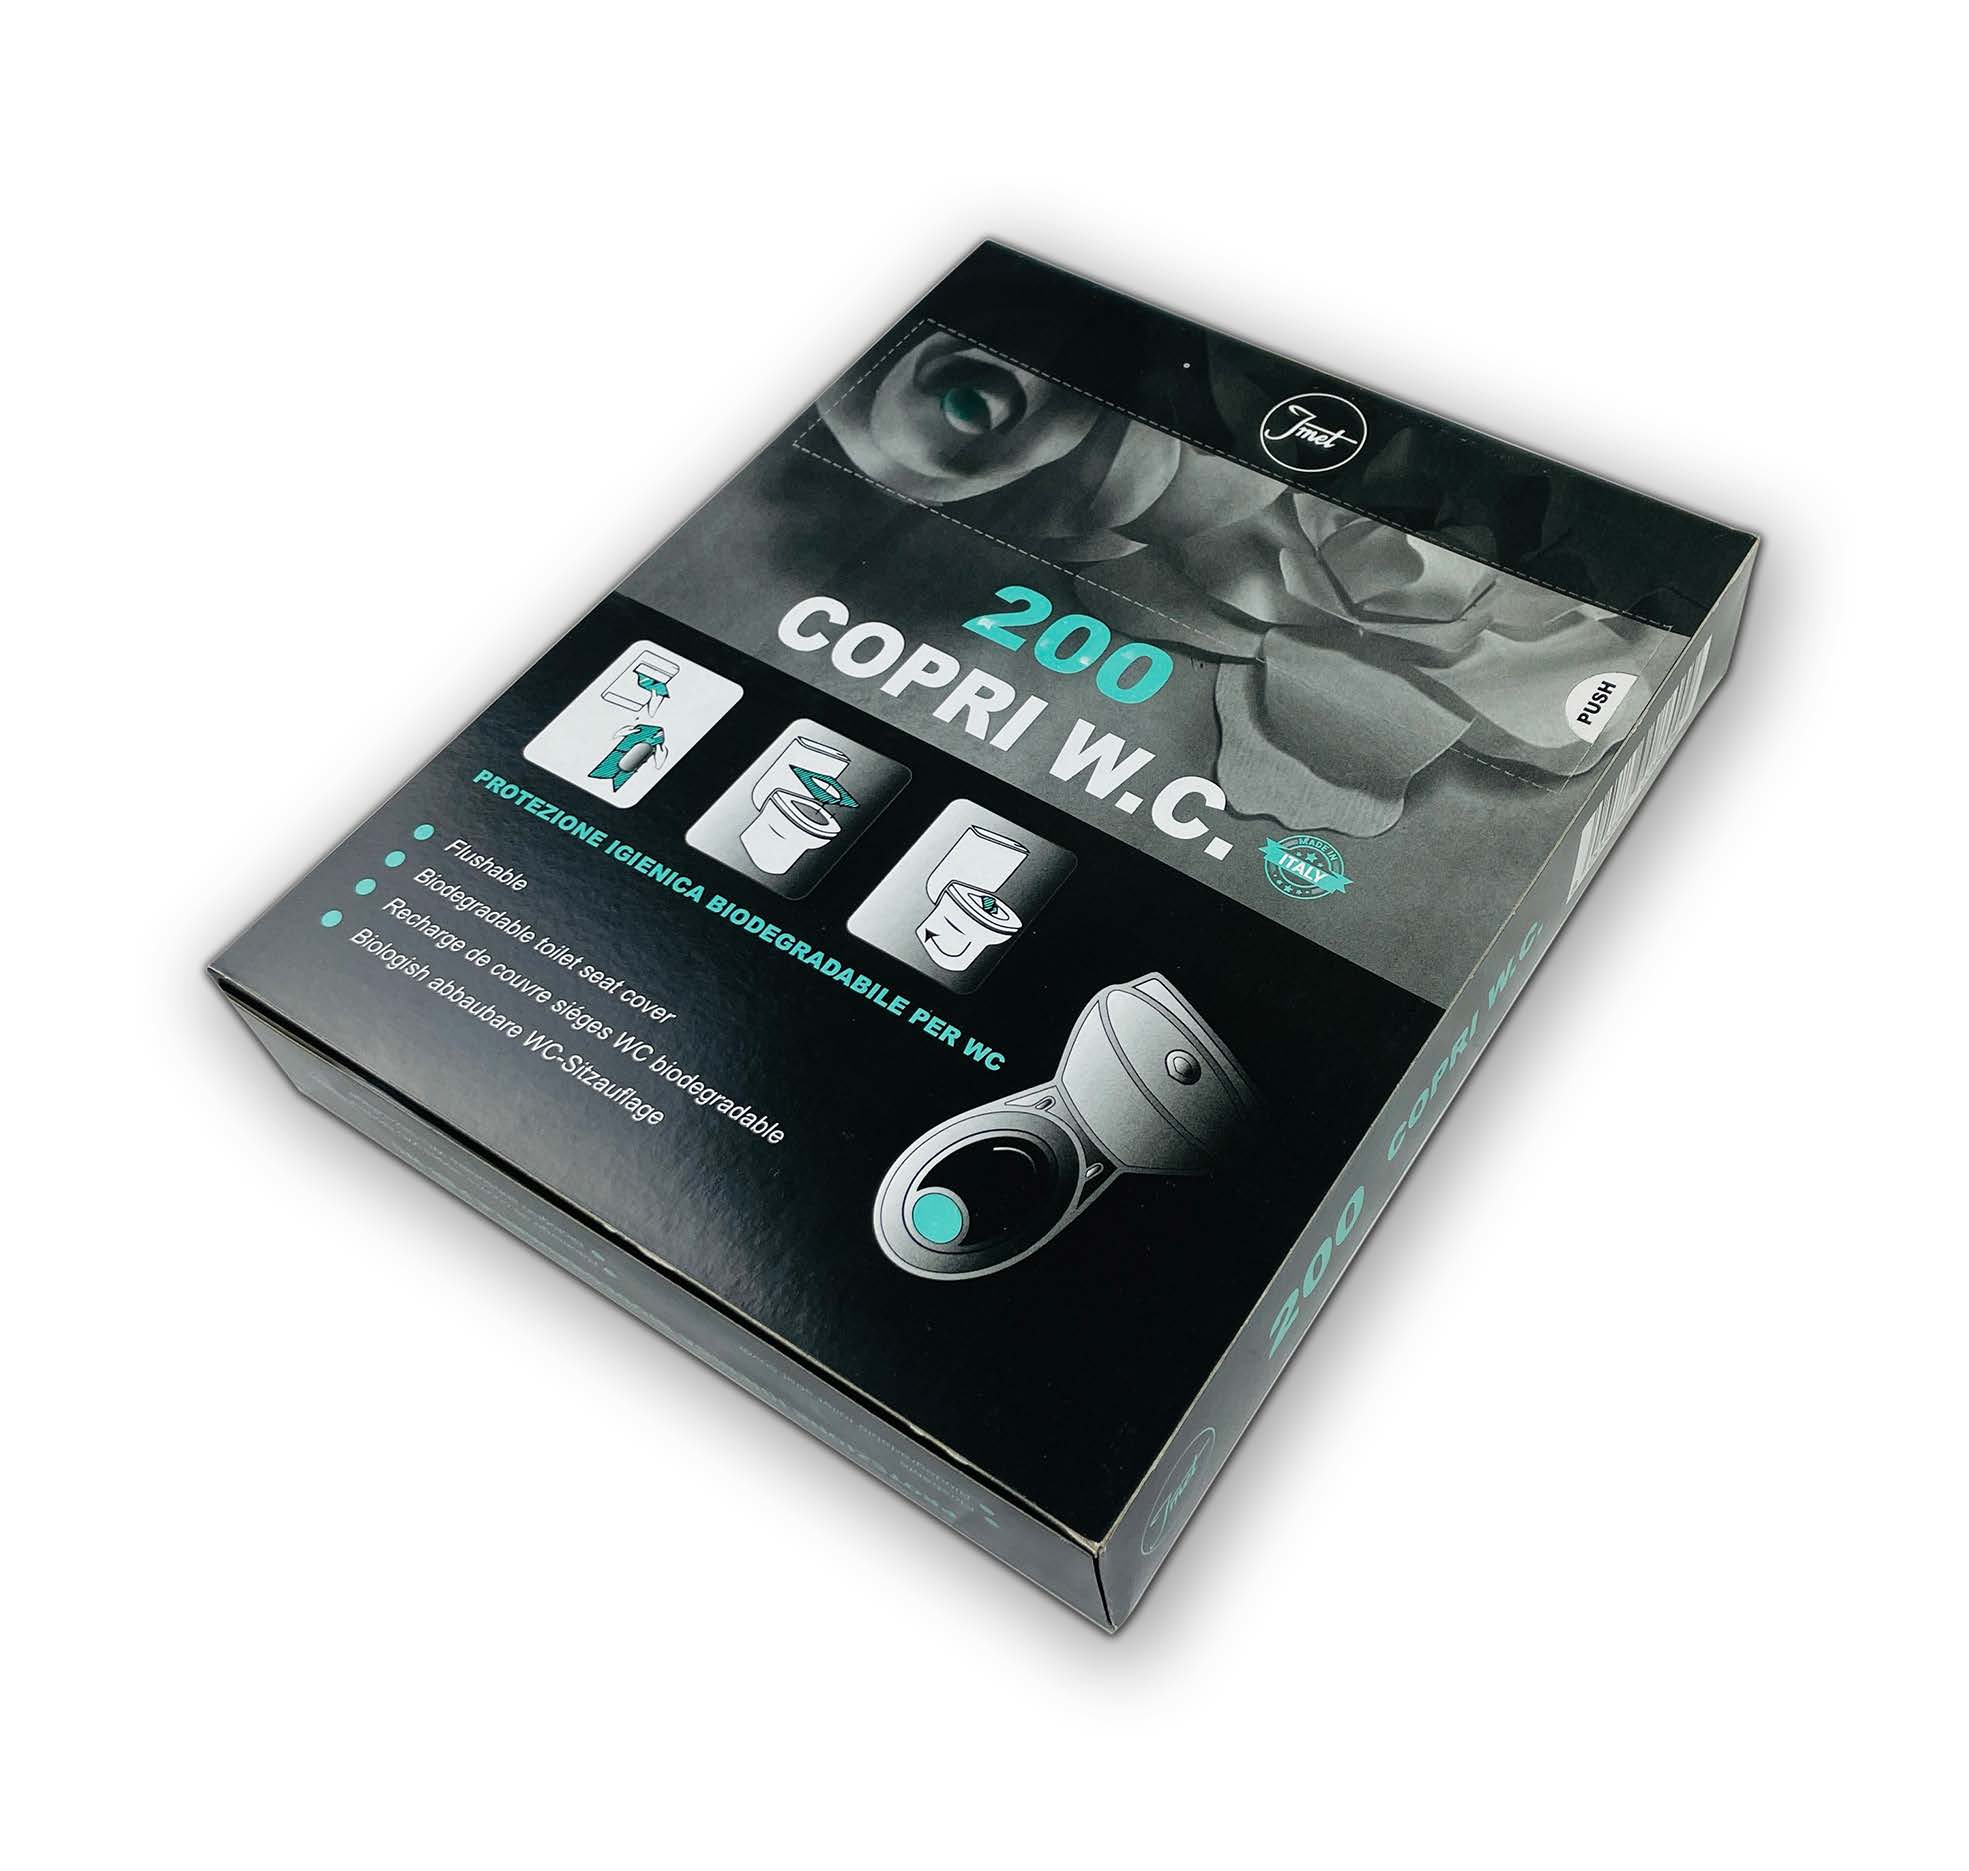 Jmet
200
COPRI W.C.
PUSH
MADE IN
ITALY
PROTEZIONE IGIENICA BIODEGRADABILE PER WC
Flushable
Biodegradable toilet seat cover
Recharge de couvre siéges WC biodegradable
Biologish abbaubare WC-Sitzauflage
200 COPRI W.C.
Jmet